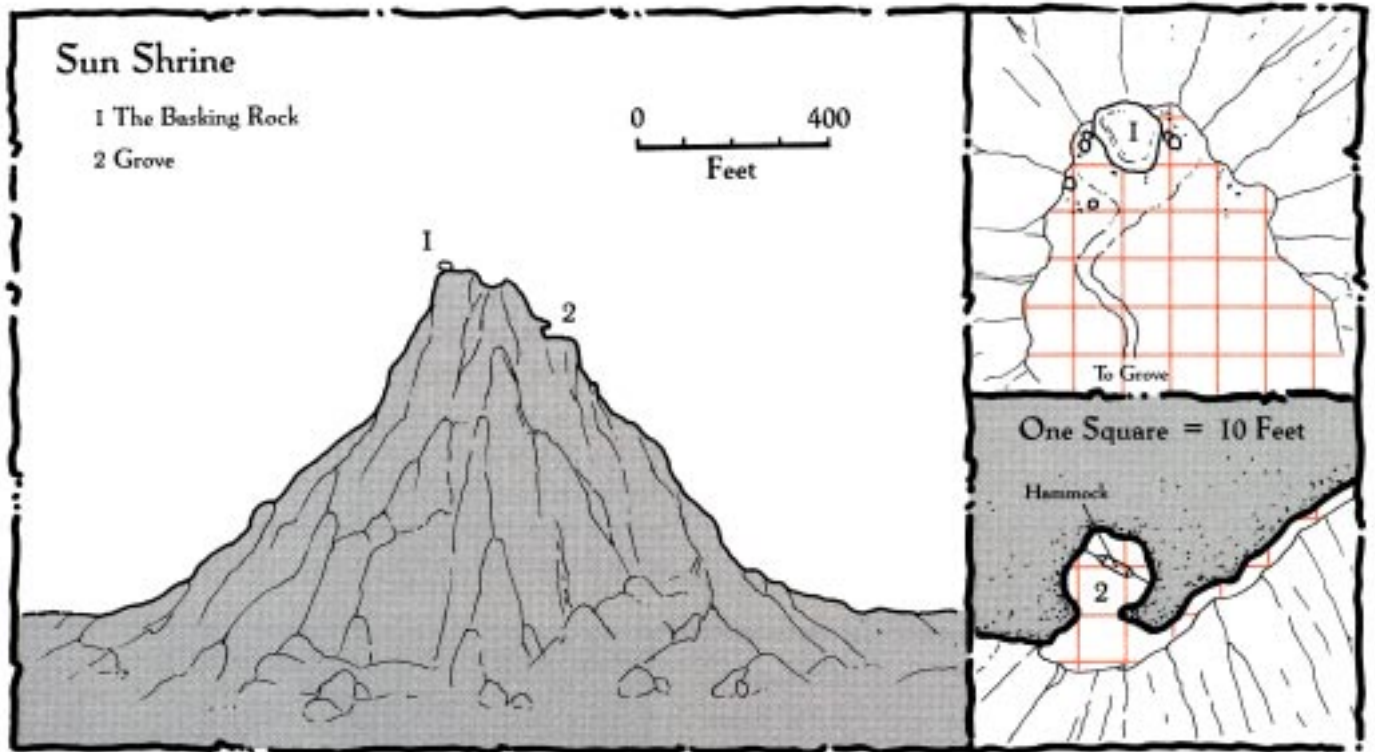 Sun Shrine
1 The Basking Rock
2 Grove
0 400
Feet
1
2
1
To Grove
One Square = 10 Feet
Hammock
2